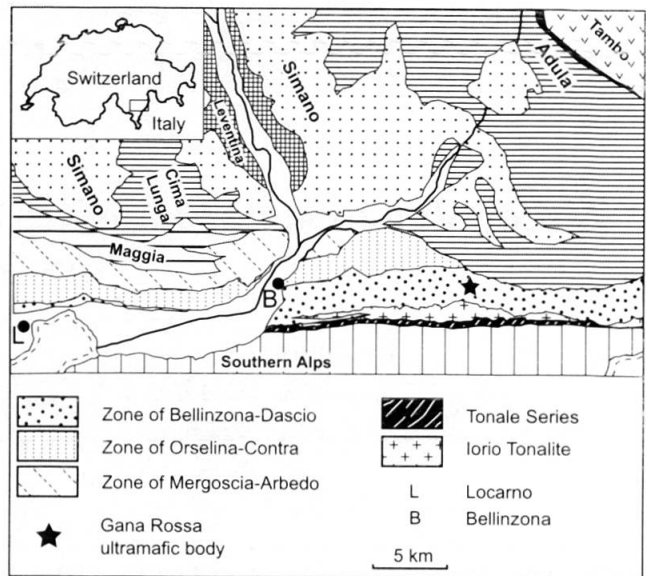 Switzerland
Italy
Leventina
Simano
Adula
Tambo
Simano
Cima
Lunga
Maggia
B
L
Southern Alps
Zone of Bellinzona-Dascio
Zone of Orselina-Contra
Zone of Mergoscia-Arbedo
Gana Rossa
ultramafic body
Tonale Series
Iorio Tonalite
L Locarno
B Bellinzona
5 km